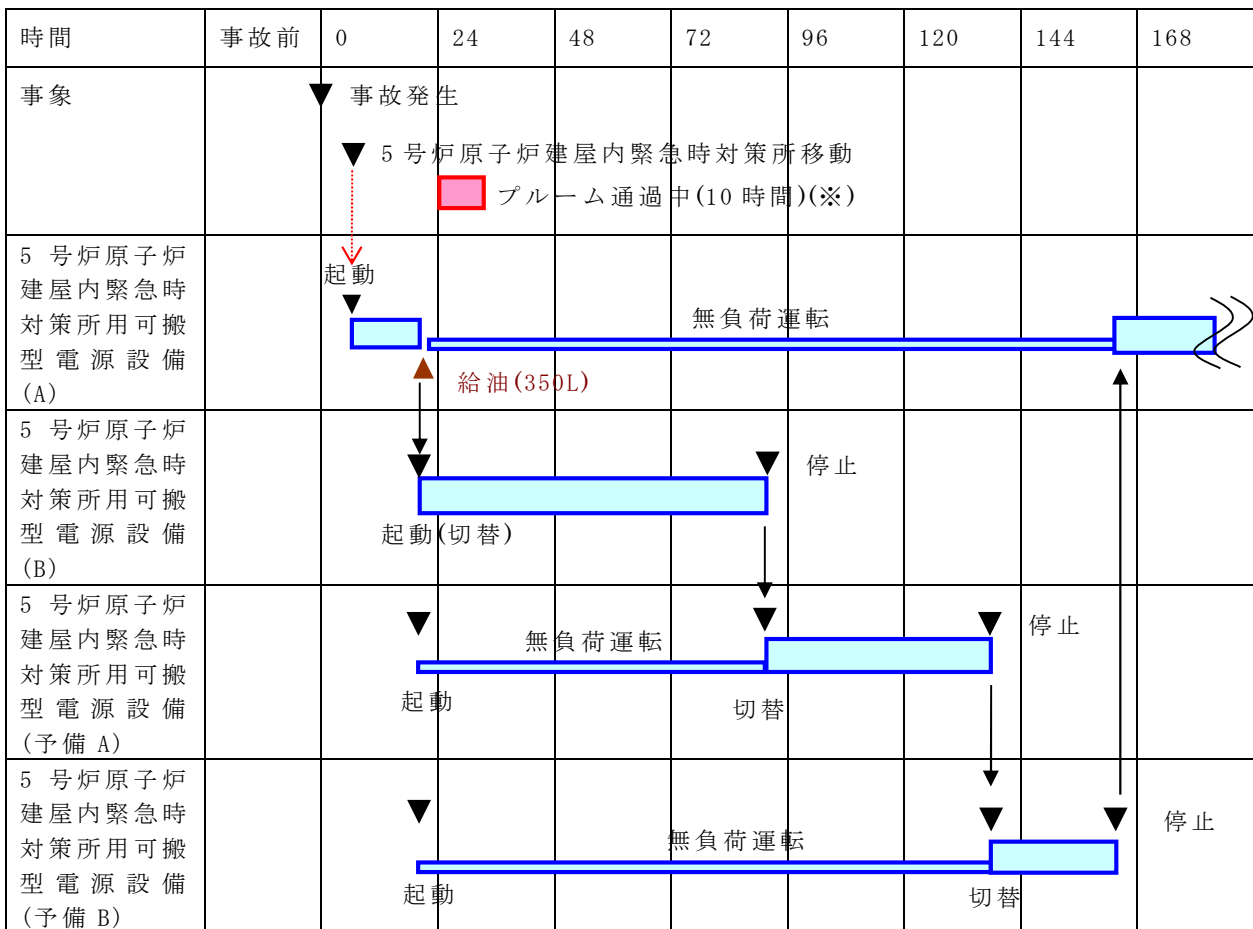 時間 事故前 0 24 48 72 96 120 144 168
事象
事故発生
5号炉原子炉建屋内緊急時対策所移動
プルーム通過中(10時間)(※)
5 号炉原子炉
建屋内緊急時
対策所用可搬
型電源設備
(A)
起動
無負荷運転
給油(350L)
5 号炉原子炉
建屋内緊急時
対策所用可搬
型電源設備
(B)
停止
起動(切替)
5 号炉原子炉
建屋内緊急時
対策所用可搬
型電源設備
(予備 A)
無負荷運転
停止
起動
切替
5 号炉原子炉
建屋内緊急時
対策所用可搬
型電源設備
(予備 B)
無負荷運転
停止
起動
切替